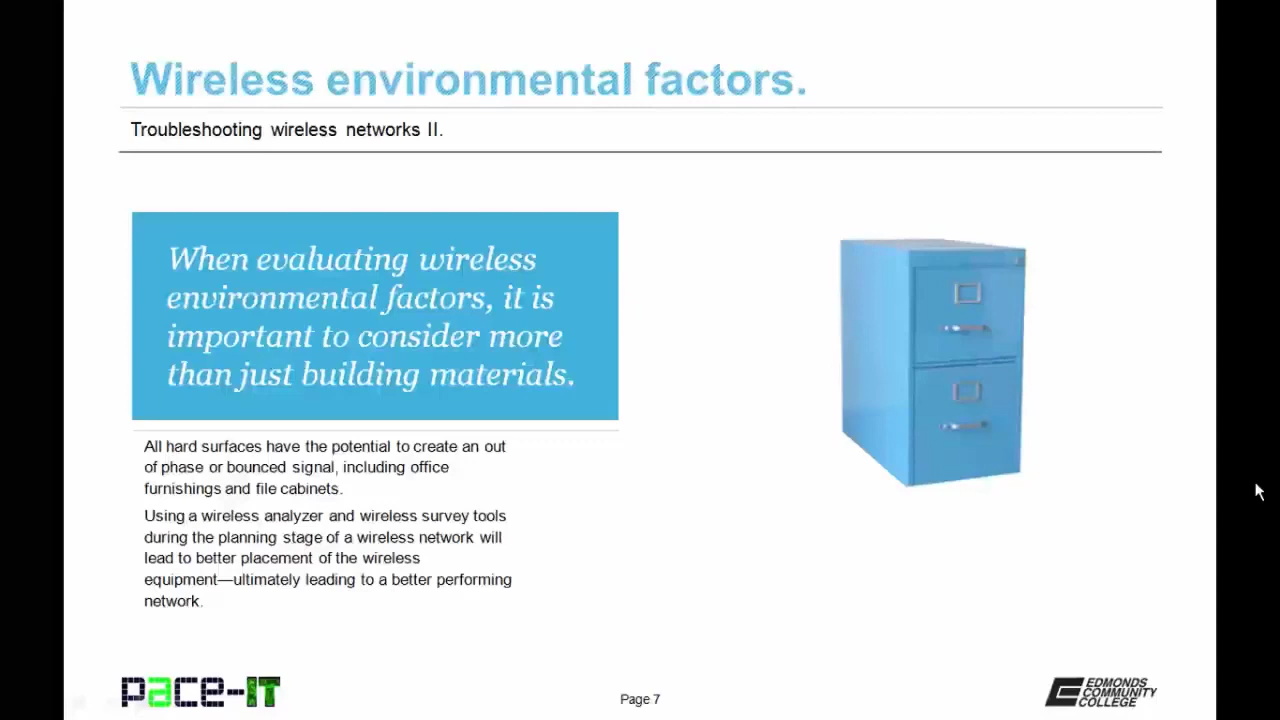 Wireless environmental factors.
Troubleshooting wireless networks II.
When evaluating wireless
environmental factors, it is
important to consider more
than just building materials.
All hard surfaces have the potential to create an out
of phase or bounced signal, including office
furnishings and file cabinets.
Using a wireless analyzer and wireless survey tools
during the planning stage of a wireless network will
lead to better placement of the wireless
equipment—ultimately leading to a better performing
network.
pace-IT
Page 7
EDMONDS
COMMUNITY
COLLEGE